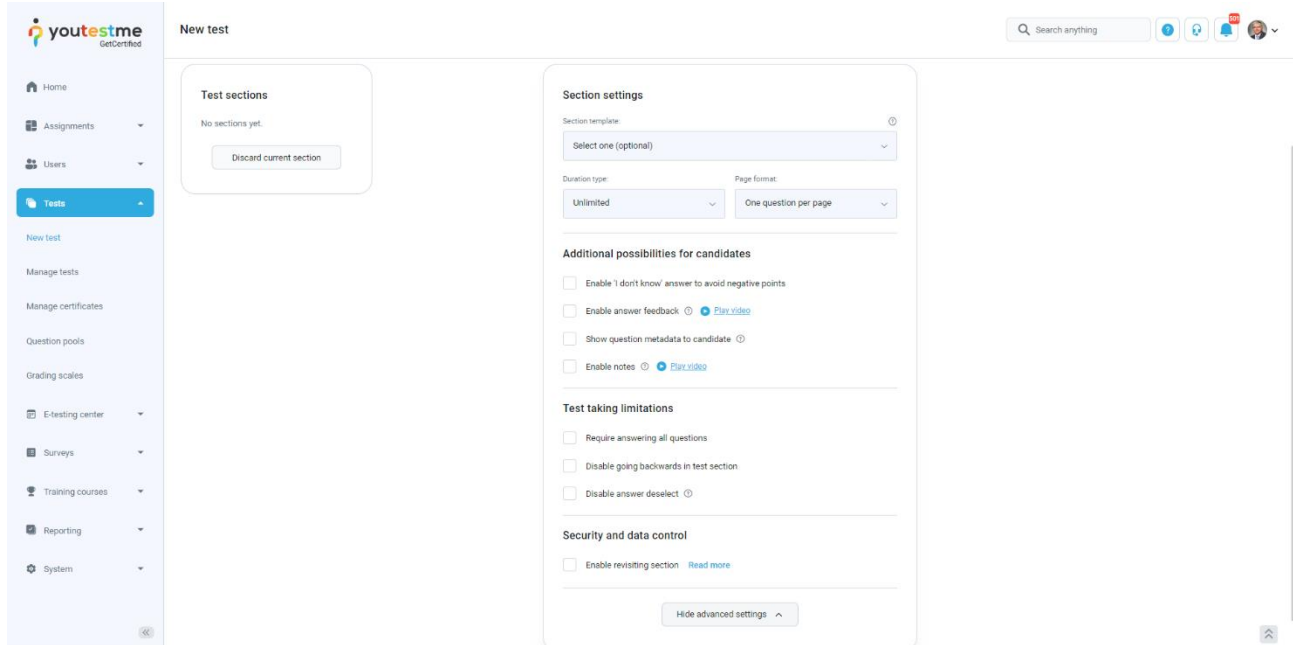 youtestme
GetCertified
New test
Search anything
501
Home
Assignments
Users
Tests
New test
Manage tests
Manage certificates
Question pools
Grading scales
E-testing center
Surveys
Training courses
Reporting
System
Test sections
No sections yet.
Discard current section
Section settings
Section template:
Select one (optional)
Duration type:
Page format:
Unlimited
One question per page
Additional possibilities for candidates
Enable 'I don't know' answer to avoid negative points
Enable answer feedback Play video
Show question metadata to candidate
Enable notes Play video
Test taking limitations
Require answering all questions
Disable going backwards in test section
Disable answer deselect
Security and data control
Enable revisiting section Read more
Hide advanced settings